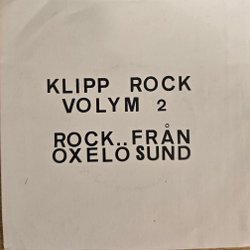 KLIPP ROCK
VOLYM 2
ROCK..FRÅN
OXELÖSUND